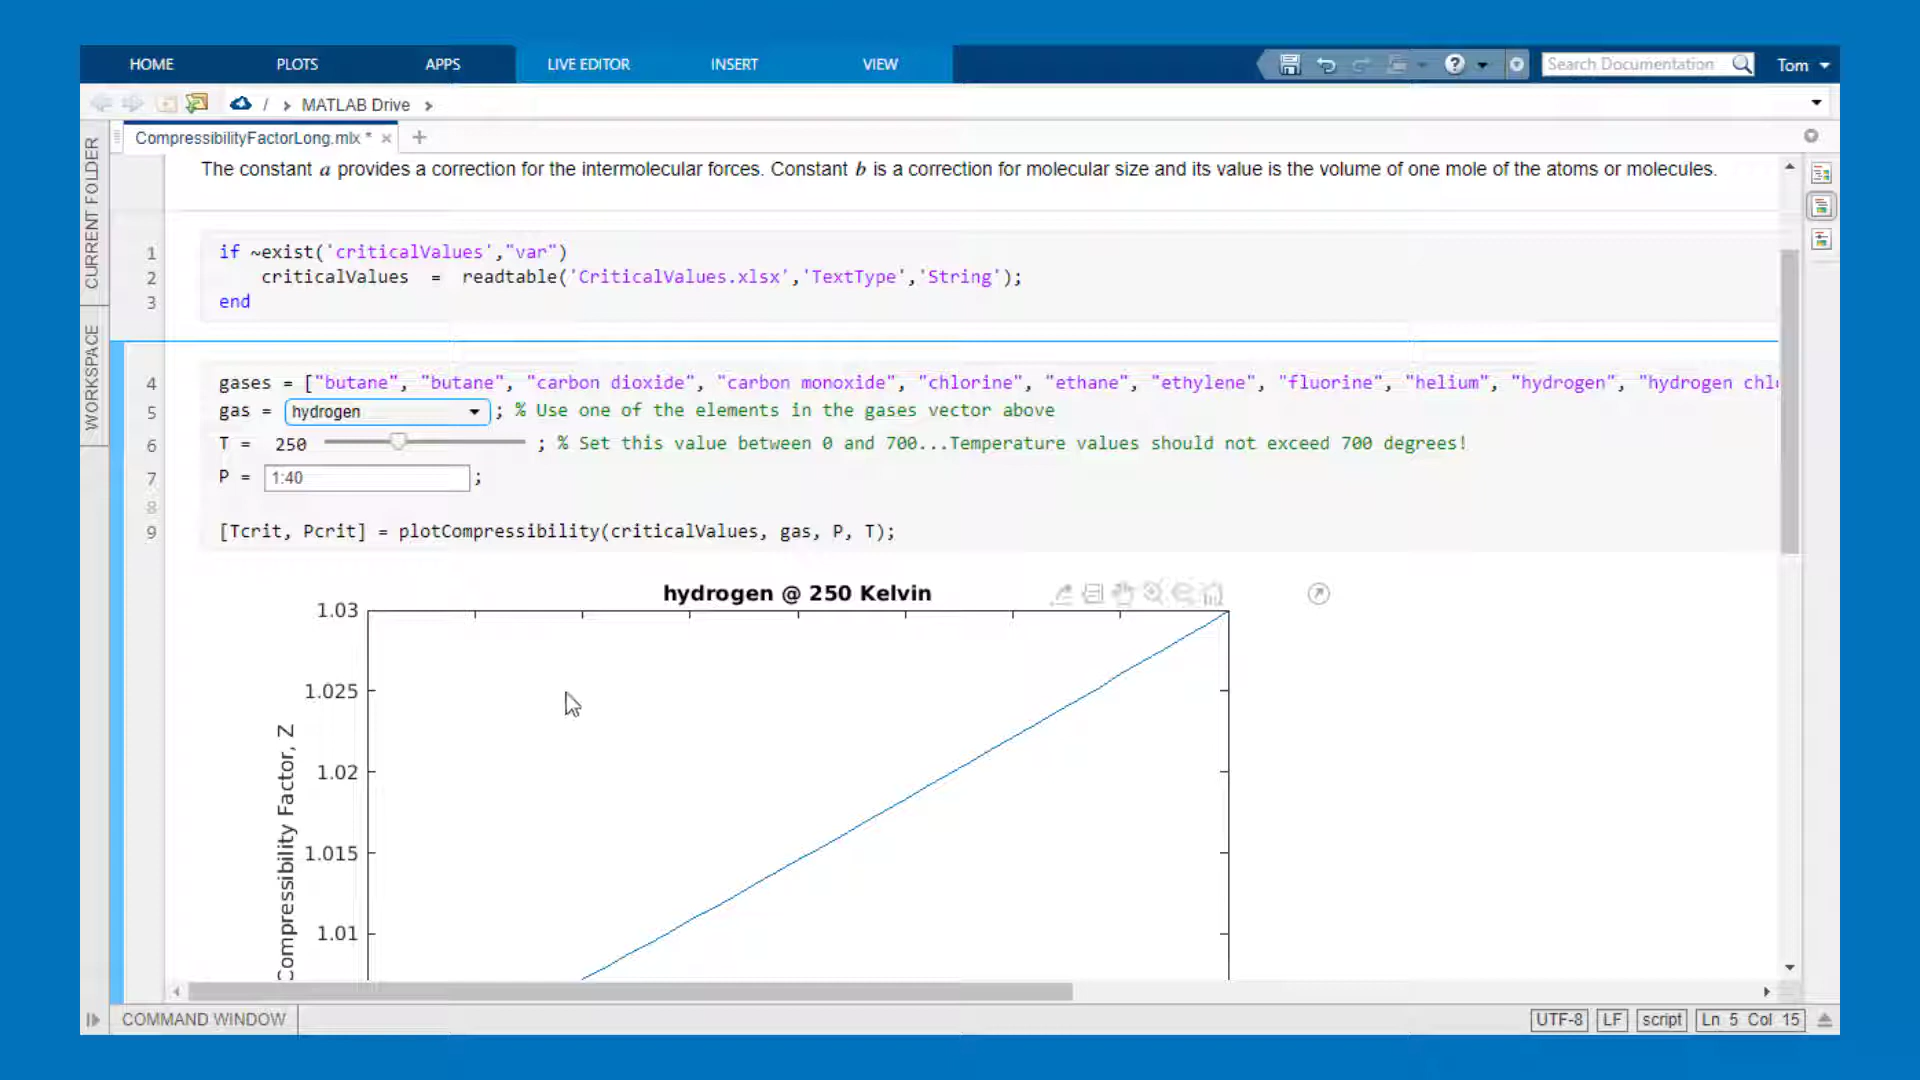 HOME PLOTS APPS LIVE EDITOR INSERT VIEW Search Documentation Tom
/ MATLAB Drive
CompressibilityFactorLong.mlx *
CURRENT FOLDER
WORKSPACE
The constant a provides a correction for the intermolecular forces. Constant b is a correction for molecular size and its value is the volume of one mole of the atoms or molecules.
1 if ~exist('criticalValues',"var")
2 criticalValues = readtable('CriticalValues.xlsx','TextType','String');
3 end
4 gases = ["butane", "butane", "carbon dioxide", "carbon monoxide", "chlorine", "ethane", "ethylene", "fluorine", "helium", "hydrogen", "hydrogen chl
5 gas = hydrogen ; % Use one of the elements in the gases vector above
6 T = 250 ; % Set this value between 0 and 700...Temperature values should not exceed 700 degrees!
7 P = 1:40 ;
8
9 [Tcrit, Pcrit] = plotCompressibility(criticalValues, gas, P, T);
hydrogen @ 250 Kelvin
1.03
1.025
1.02
1.015
1.01
Compressibility Factor, Z
COMMAND WINDOW UTF-8 LF script Ln 5 Col 15